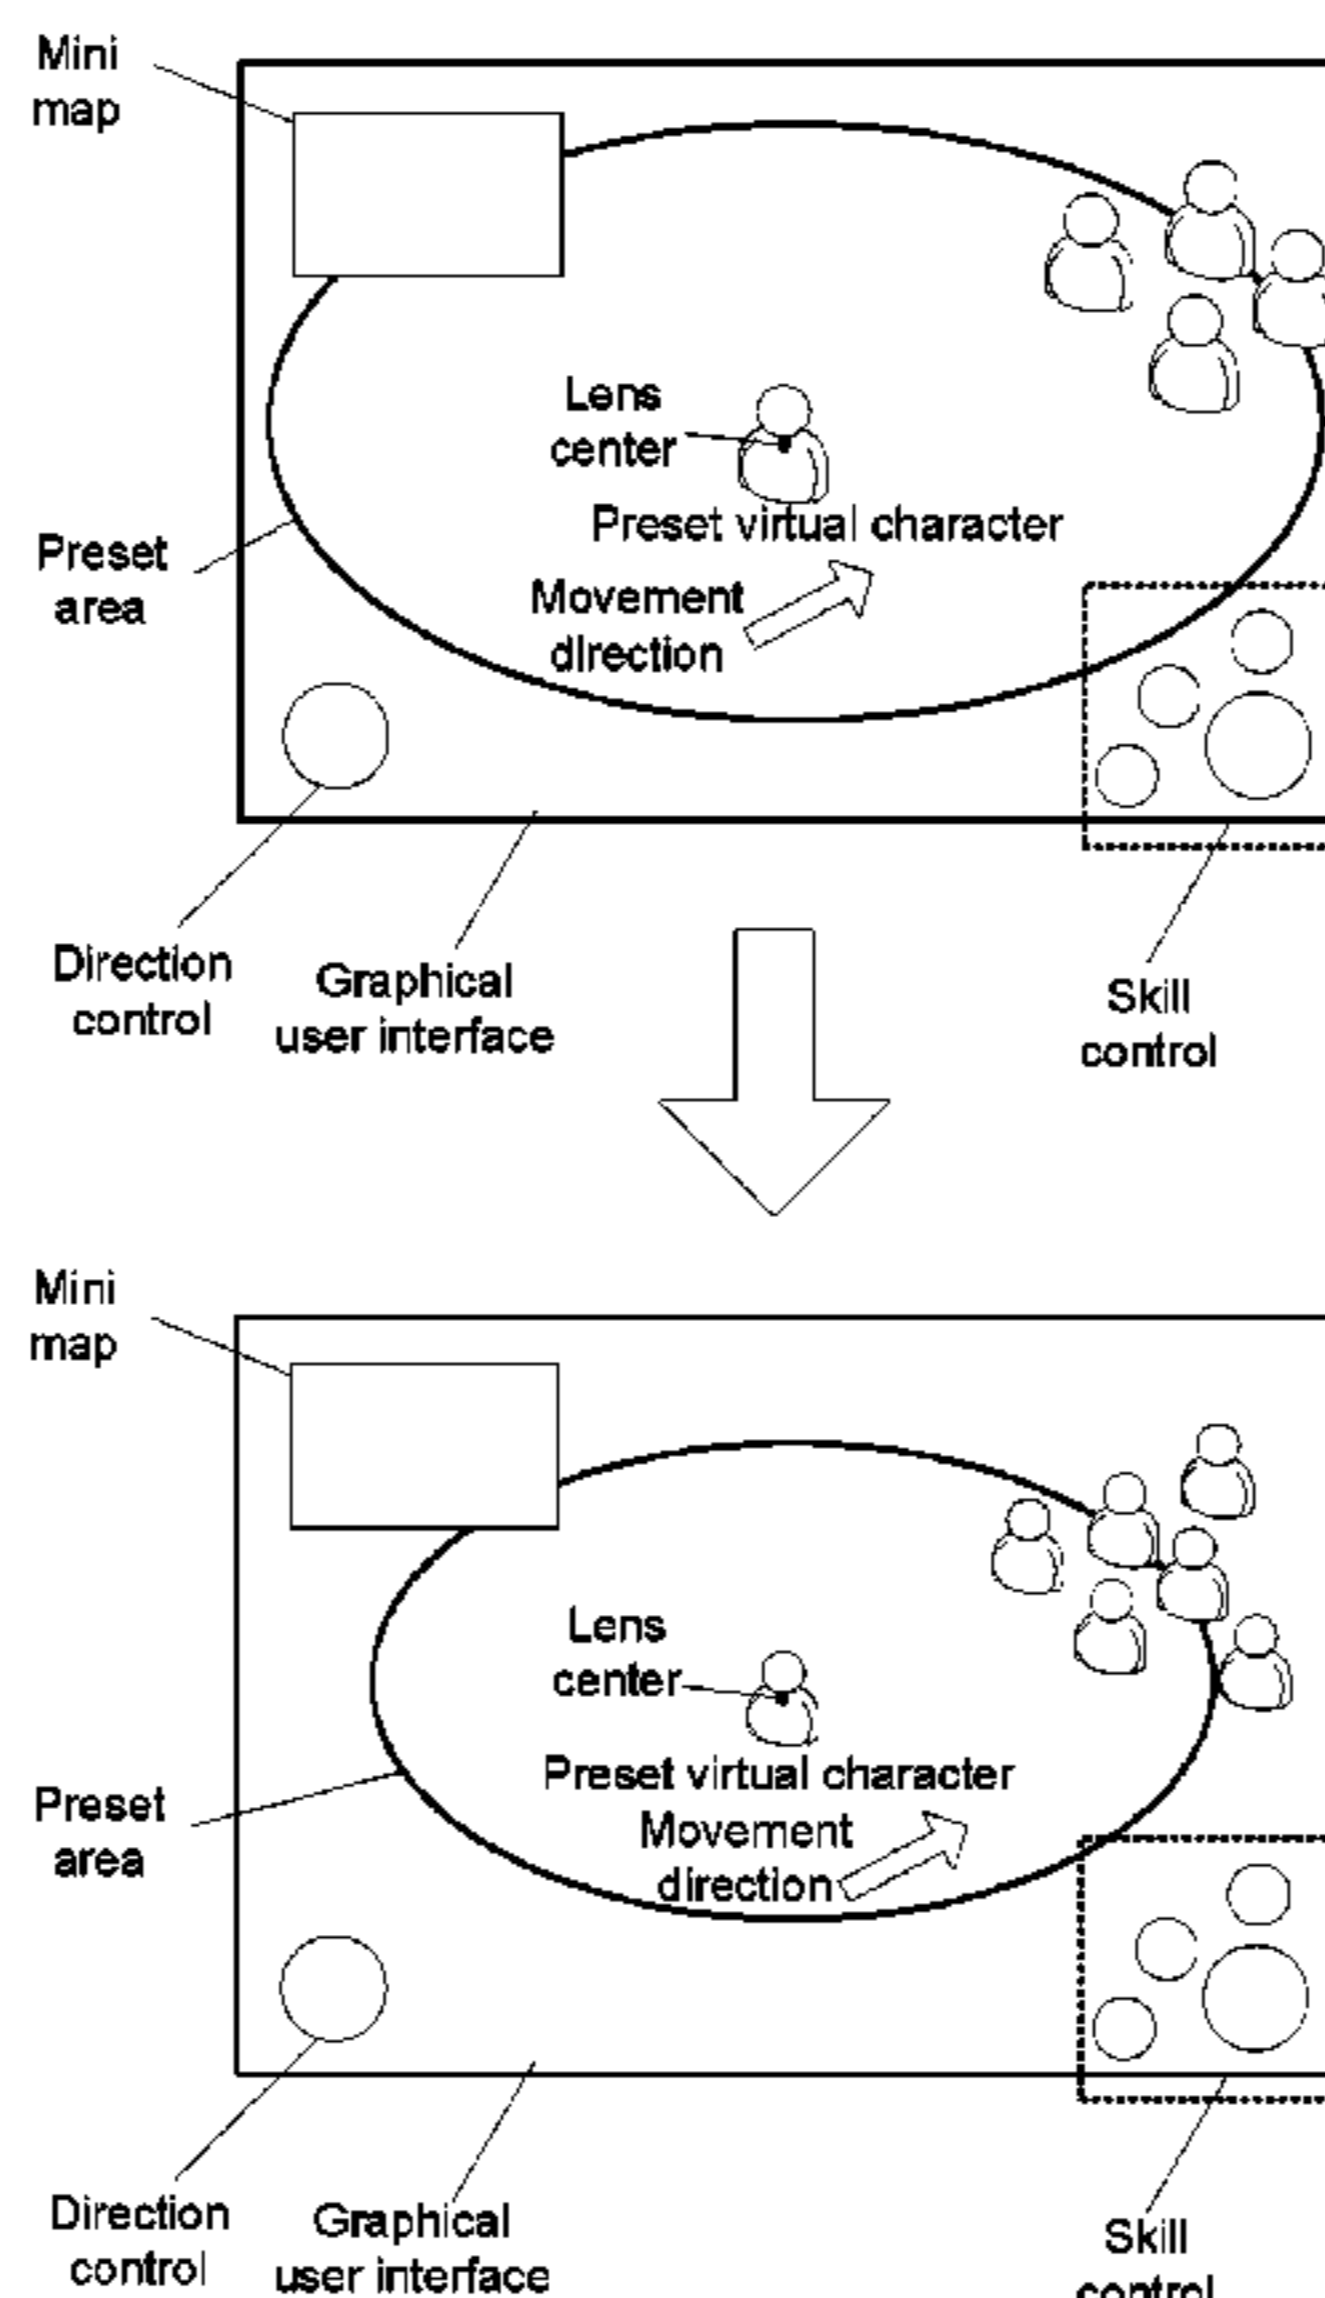 Mini
map
Lens
center
Preset virtual character
Preset
area
Movement
direction
Direction
control
Graphical
user interface
Skill
control
Mini
map
Lens
center
Preset virtual character
Preset
area
Movement
direction
Direction
control
Graphical
user interface
Skill
control